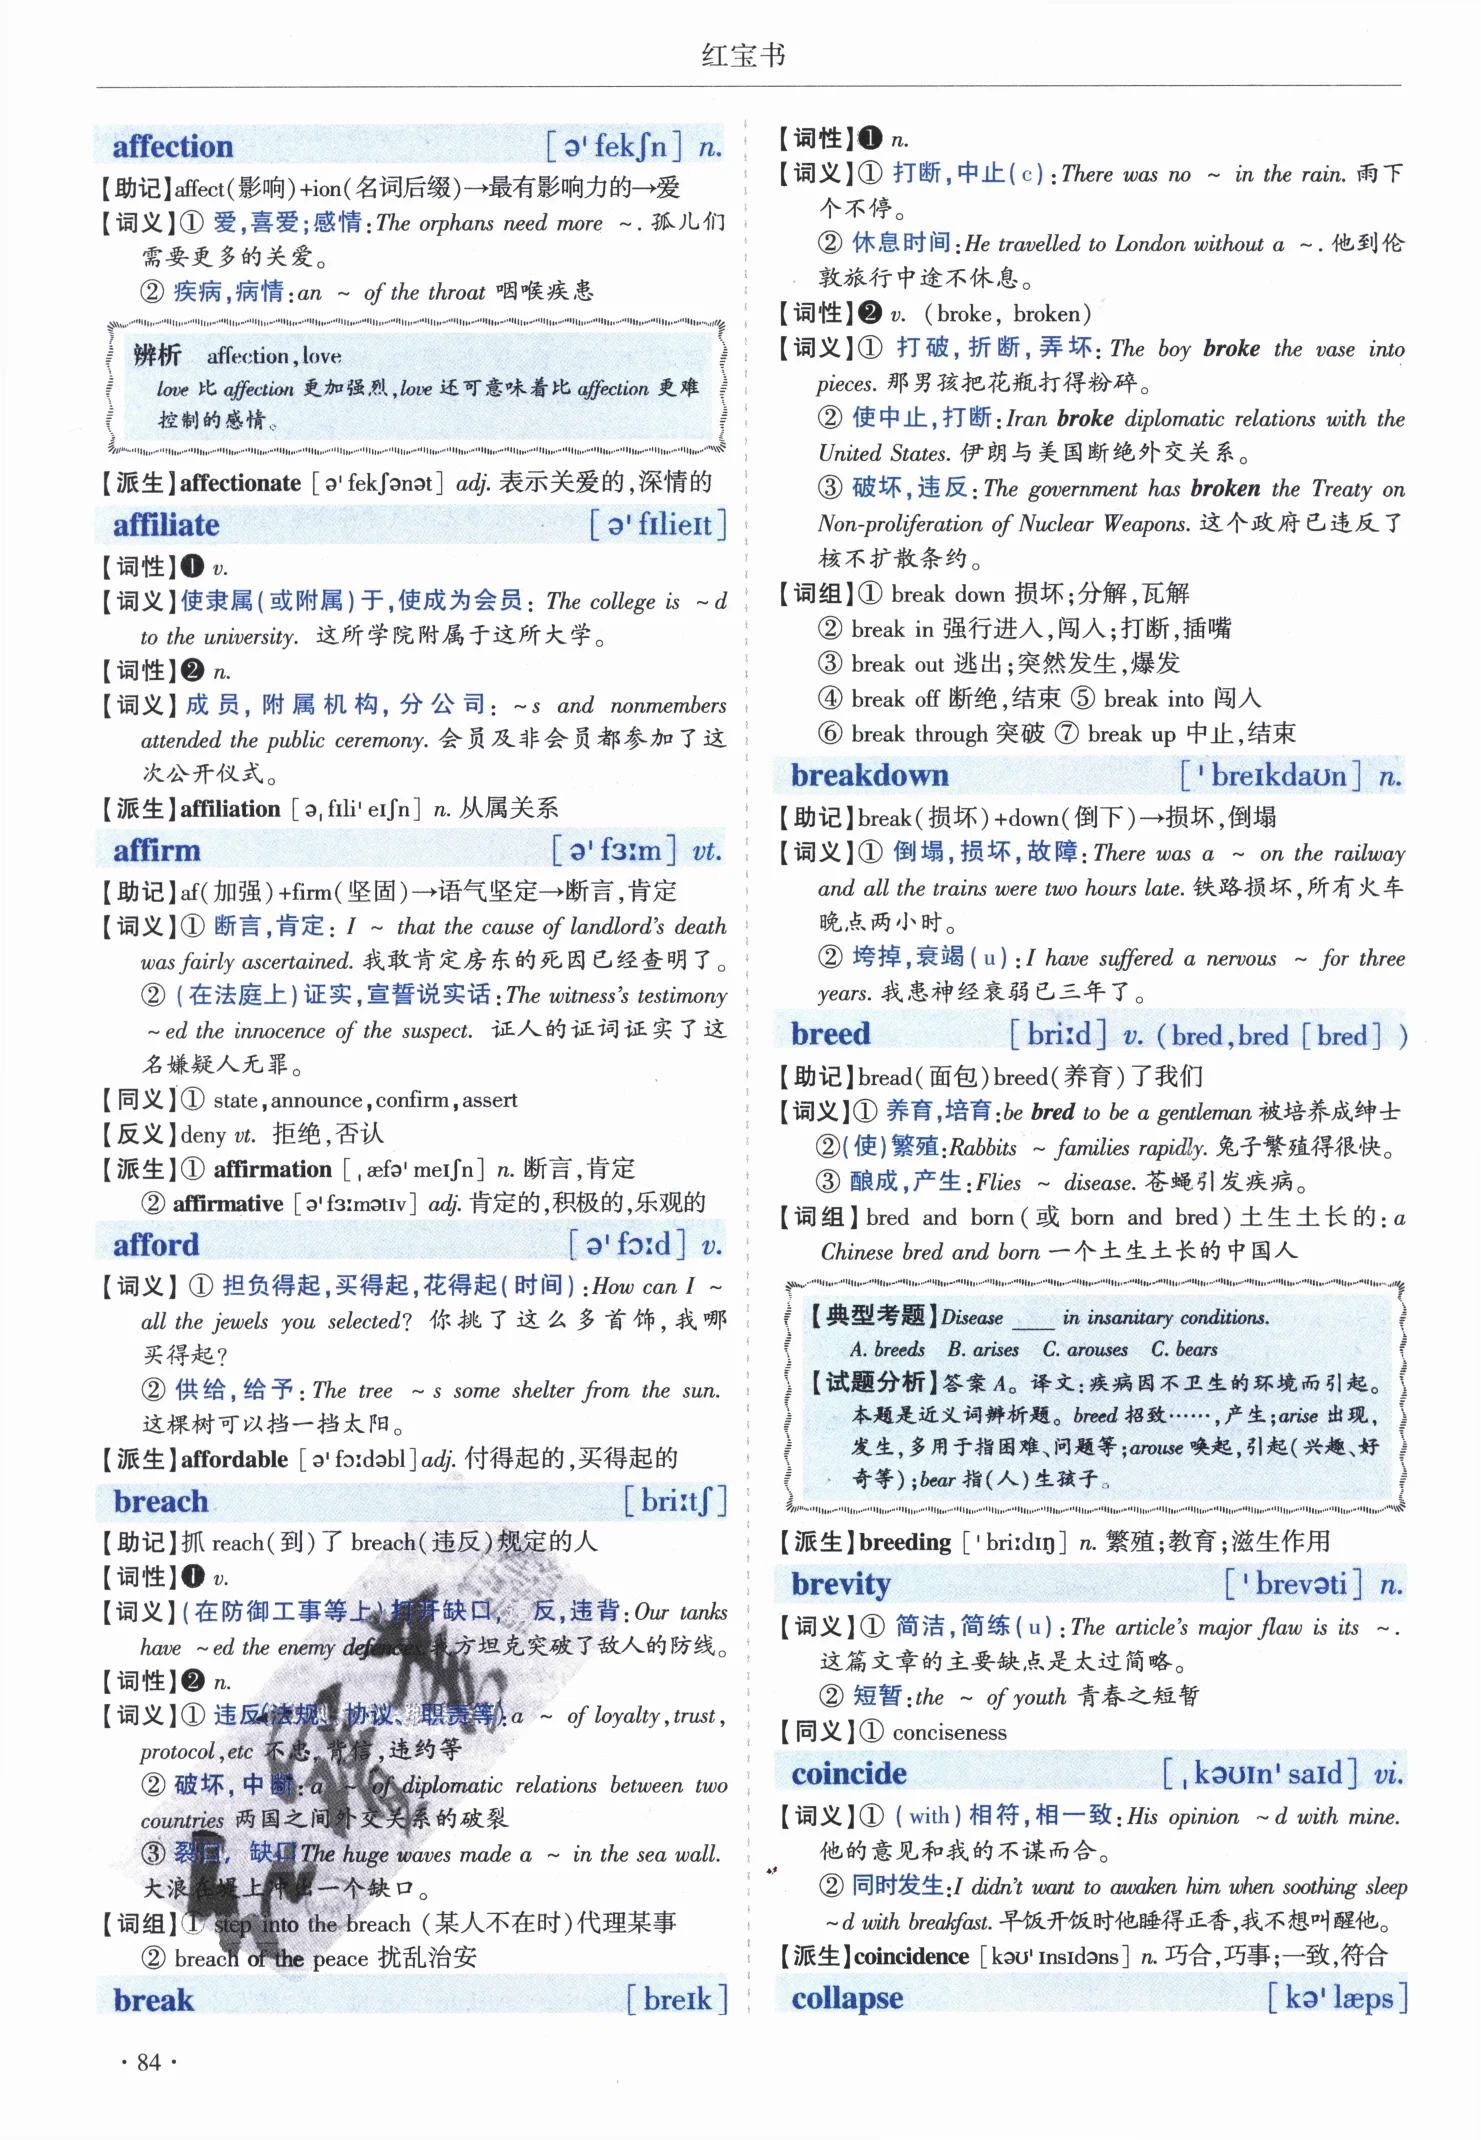 红宝书
affection [ə'fekʃn] n.
【助记】affect(影响)+ion(名词后缀)→最有影响力的→爱
【词义】① 爱,喜爱;感情:The orphans need more ~. 孤儿们
需要更多的关爱。
② 疾病,病情:an ~ of the throat 咽喉疾患
辨析 affection,love
love 比 affection 更加强烈,love 还可意味着比 affection 更难
控制的感情。
【派生】affectionate [ə'fekʃənət] adj. 表示关爱的,深情的
affiliate [ə'fɪlieɪt]
【词性】❶ v.
【词义】使隶属(或附属)于,使成为会员: The college is ~d
to the university. 这所学院附属于这所大学。
【词性】❷ n.
【词义】成员, 附属机构, 分公司: ~s and nonmembers
attended the public ceremony. 会员及非会员都参加了这
次公开仪式。
【派生】affiliation [əˌfɪli'eɪʃn] n. 从属关系
affirm [ə'fɜːm] vt.
【助记】af(加强)+firm(坚固)→语气坚定→断言,肯定
【词义】① 断言,肯定: I ~ that the cause of landlord's death
was fairly ascertained. 我敢肯定房东的死因已经查明了。
② (在法庭上)证实,宣誓说实话:The witness's testimony
~ed the innocence of the suspect. 证人的证词证实了这
名嫌疑人无罪。
【同义】① state,announce,confirm,assert
【反义】deny vt. 拒绝,否认
【派生】① affirmation [ˌæfə'meɪʃn] n. 断言,肯定
② affirmative [ə'fɜːmətɪv] adj. 肯定的,积极的,乐观的
afford [ə'fɔːd] v.
【词义】① 担负得起,买得起,花得起(时间):How can I ~
all the jewels you selected? 你挑了这么多首饰,我哪
买得起?
② 供给,给予: The tree ~s some shelter from the sun.
这棵树可以挡一挡太阳。
【派生】affordable [ə'fɔːdəbl] adj. 付得起的,买得起的
breach [briːtʃ]
【助记】抓 reach(到)了 breach(违反)规定的人
【词性】❶ v.
【词义】(在防御工事等上)打开缺口, 反,违背:Our tanks
have ~ed the enemy defences.我方坦克突破了敌人的防线。
【词性】❷ n.
【词义】① 违反(法规、协议、职责等):a ~ of loyalty,trust,
protocol,etc 不忠,背信,违约等
② 破坏,中断:a ~ of diplomatic relations between two
countries 两国之间外交关系的破裂
③ 裂口, 缺口The huge waves made a ~ in the sea wall.
大浪在堤上冲出一个缺口。
【词组】① step into the breach (某人不在时)代理某事
② breach of the peace 扰乱治安
break [breɪk]
· 84 ·
【词性】❶ n.
【词义】① 打断,中止(c):There was no ~ in the rain. 雨下
个不停。
② 休息时间:He travelled to London without a ~. 他到伦
敦旅行中途不休息。
【词性】❷ v. (broke, broken)
【词义】① 打破,折断,弄坏: The boy broke the vase into
pieces. 那男孩把花瓶打得粉碎。
② 使中止,打断:Iran broke diplomatic relations with the
United States. 伊朗与美国断绝外交关系。
③ 破坏,违反:The government has broken the Treaty on
Non-proliferation of Nuclear Weapons. 这个政府已违反了
核不扩散条约。
【词组】① break down 损坏;分解,瓦解
② break in 强行进入,闯入;打断,插嘴
③ break out 逃出;突然发生,爆发
④ break off 断绝,结束 ⑤ break into 闯入
⑥ break through 突破 ⑦ break up 中止,结束
breakdown ['breɪkdaʊn] n.
【助记】break(损坏)+down(倒下)→损坏,倒塌
【词义】① 倒塌,损坏,故障:There was a ~ on the railway
and all the trains were two hours late. 铁路损坏,所有火车
晚点两小时。
② 垮掉,衰竭(u):I have suffered a nervous ~ for three
years. 我患神经衰弱已三年了。
breed [briːd] v. (bred,bred [bred] )
【助记】bread(面包)breed(养育)了我们
【词义】① 养育,培育:be bred to be a gentleman 被培养成绅士
②(使)繁殖:Rabbits ~ families rapidly. 兔子繁殖得很快。
③ 酿成,产生:Flies ~ disease. 苍蝇引发疾病。
【词组】bred and born(或 born and bred)土生土长的: a
Chinese bred and born 一个土生土长的中国人
【典型考题】Disease ____ in insanitary conditions.
A. breeds B. arises C. arouses C. bears
【试题分析】答案 A。译文:疾病因不卫生的环境而引起。
本题是近义词辨析题。breed 招致……,产生;arise 出现,
发生,多用于指困难、问题等;arouse 唤起,引起(兴趣、好
奇等);bear 指(人)生孩子。
【派生】breeding ['briːdɪŋ] n. 繁殖;教育;滋生作用
brevity ['brevəti] n.
【词义】① 简洁,简练(u):The article's major flaw is its ~.
这篇文章的主要缺点是太过简略。
② 短暂:the ~ of youth 青春之短暂
【同义】① conciseness
coincide [ˌkəʊɪn'saɪd] vi.
【词义】① (with)相符,相一致:His opinion ~d with mine.
他的意见和我的不谋而合。
② 同时发生:I didn't want to awaken him when soothing sleep
~d with breakfast. 早饭开饭时他睡得正香,我不想叫醒他。
【派生】coincidence [kəʊ'ɪnsɪdəns] n. 巧合,巧事;一致,符合
collapse [kə'læps]